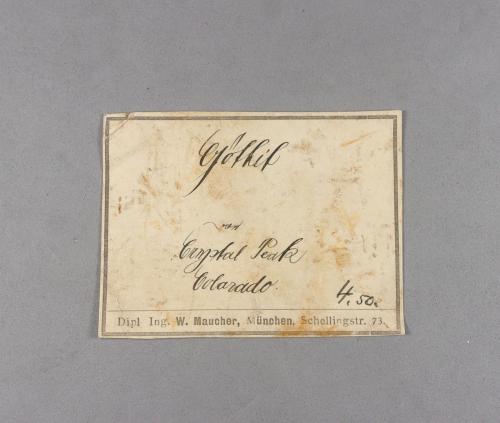 Göthit
von
Crystal Peak
Colorado.
4.50.
Dipl Ing. W. Maucher, München, Schellingstr. 73.